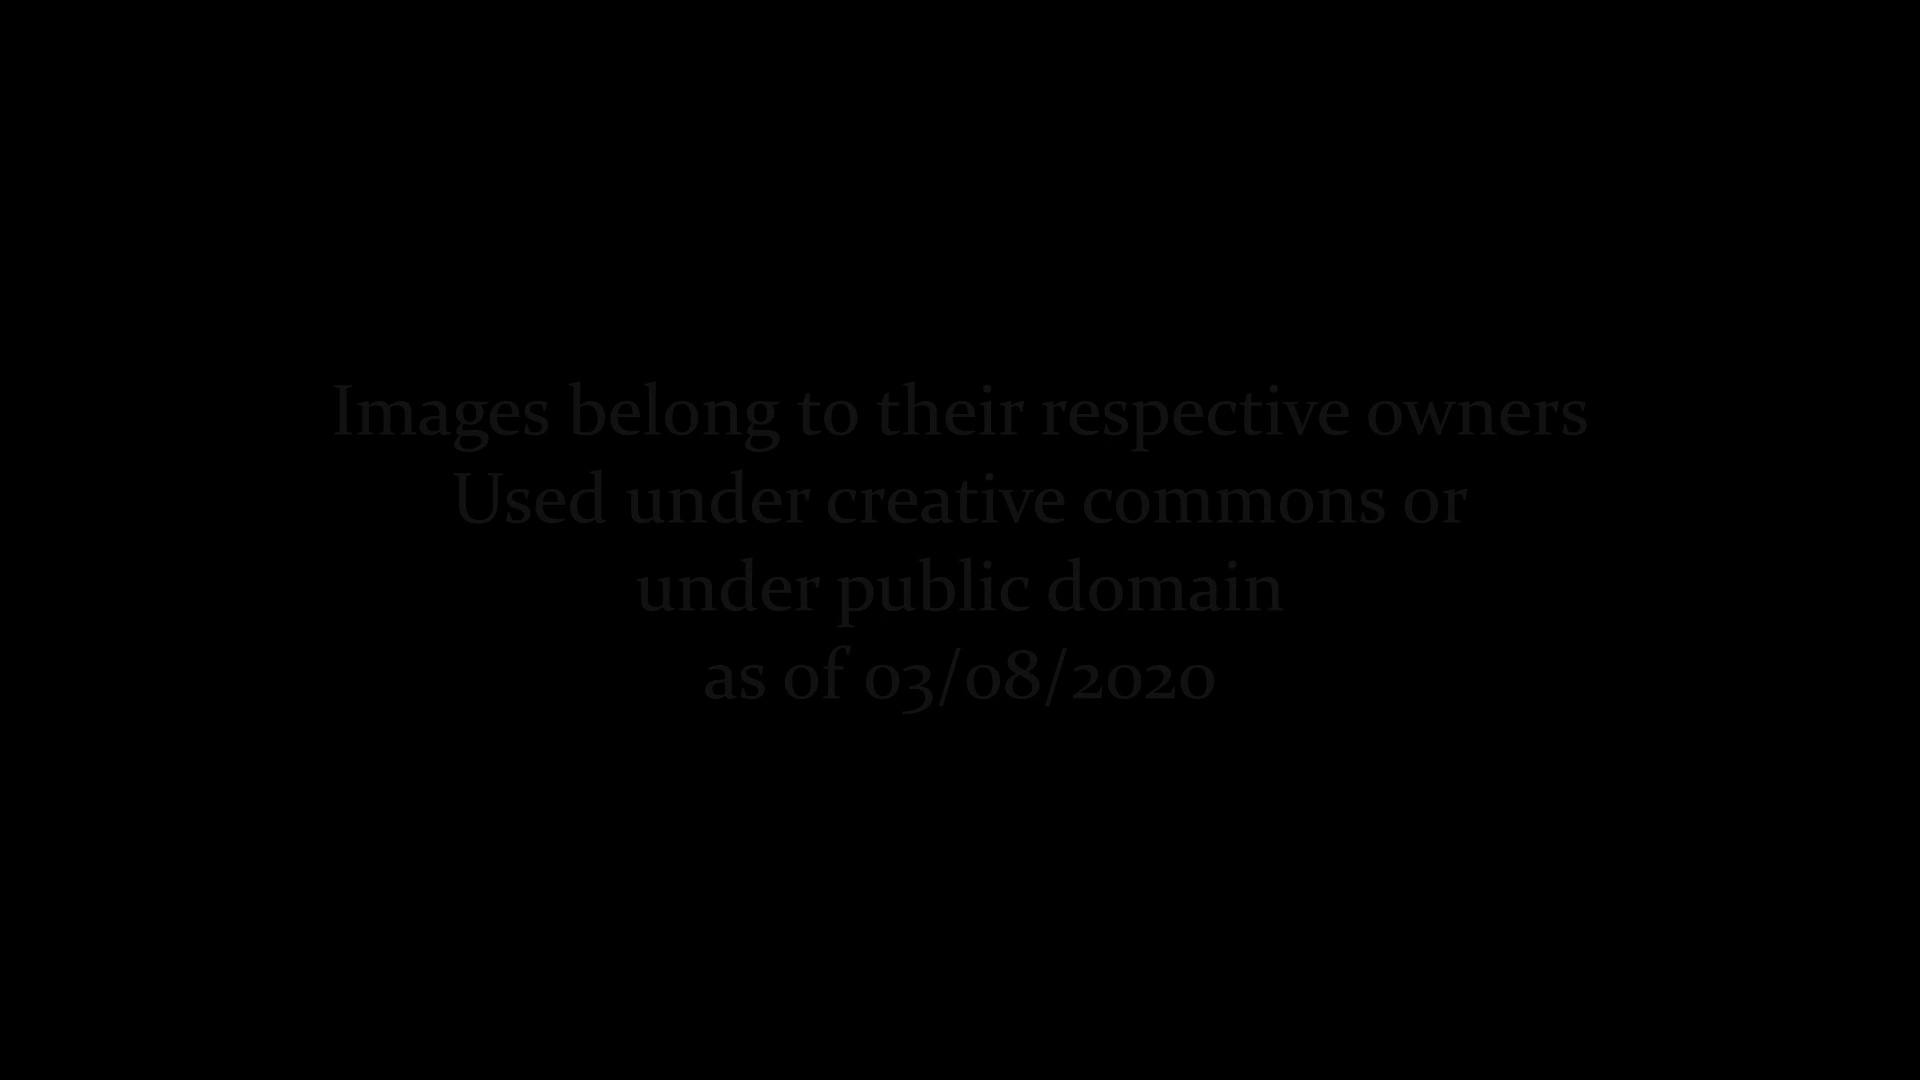 Images belong to their respective owners
Used under creative commons or
under public domain
as of 03/08/2020